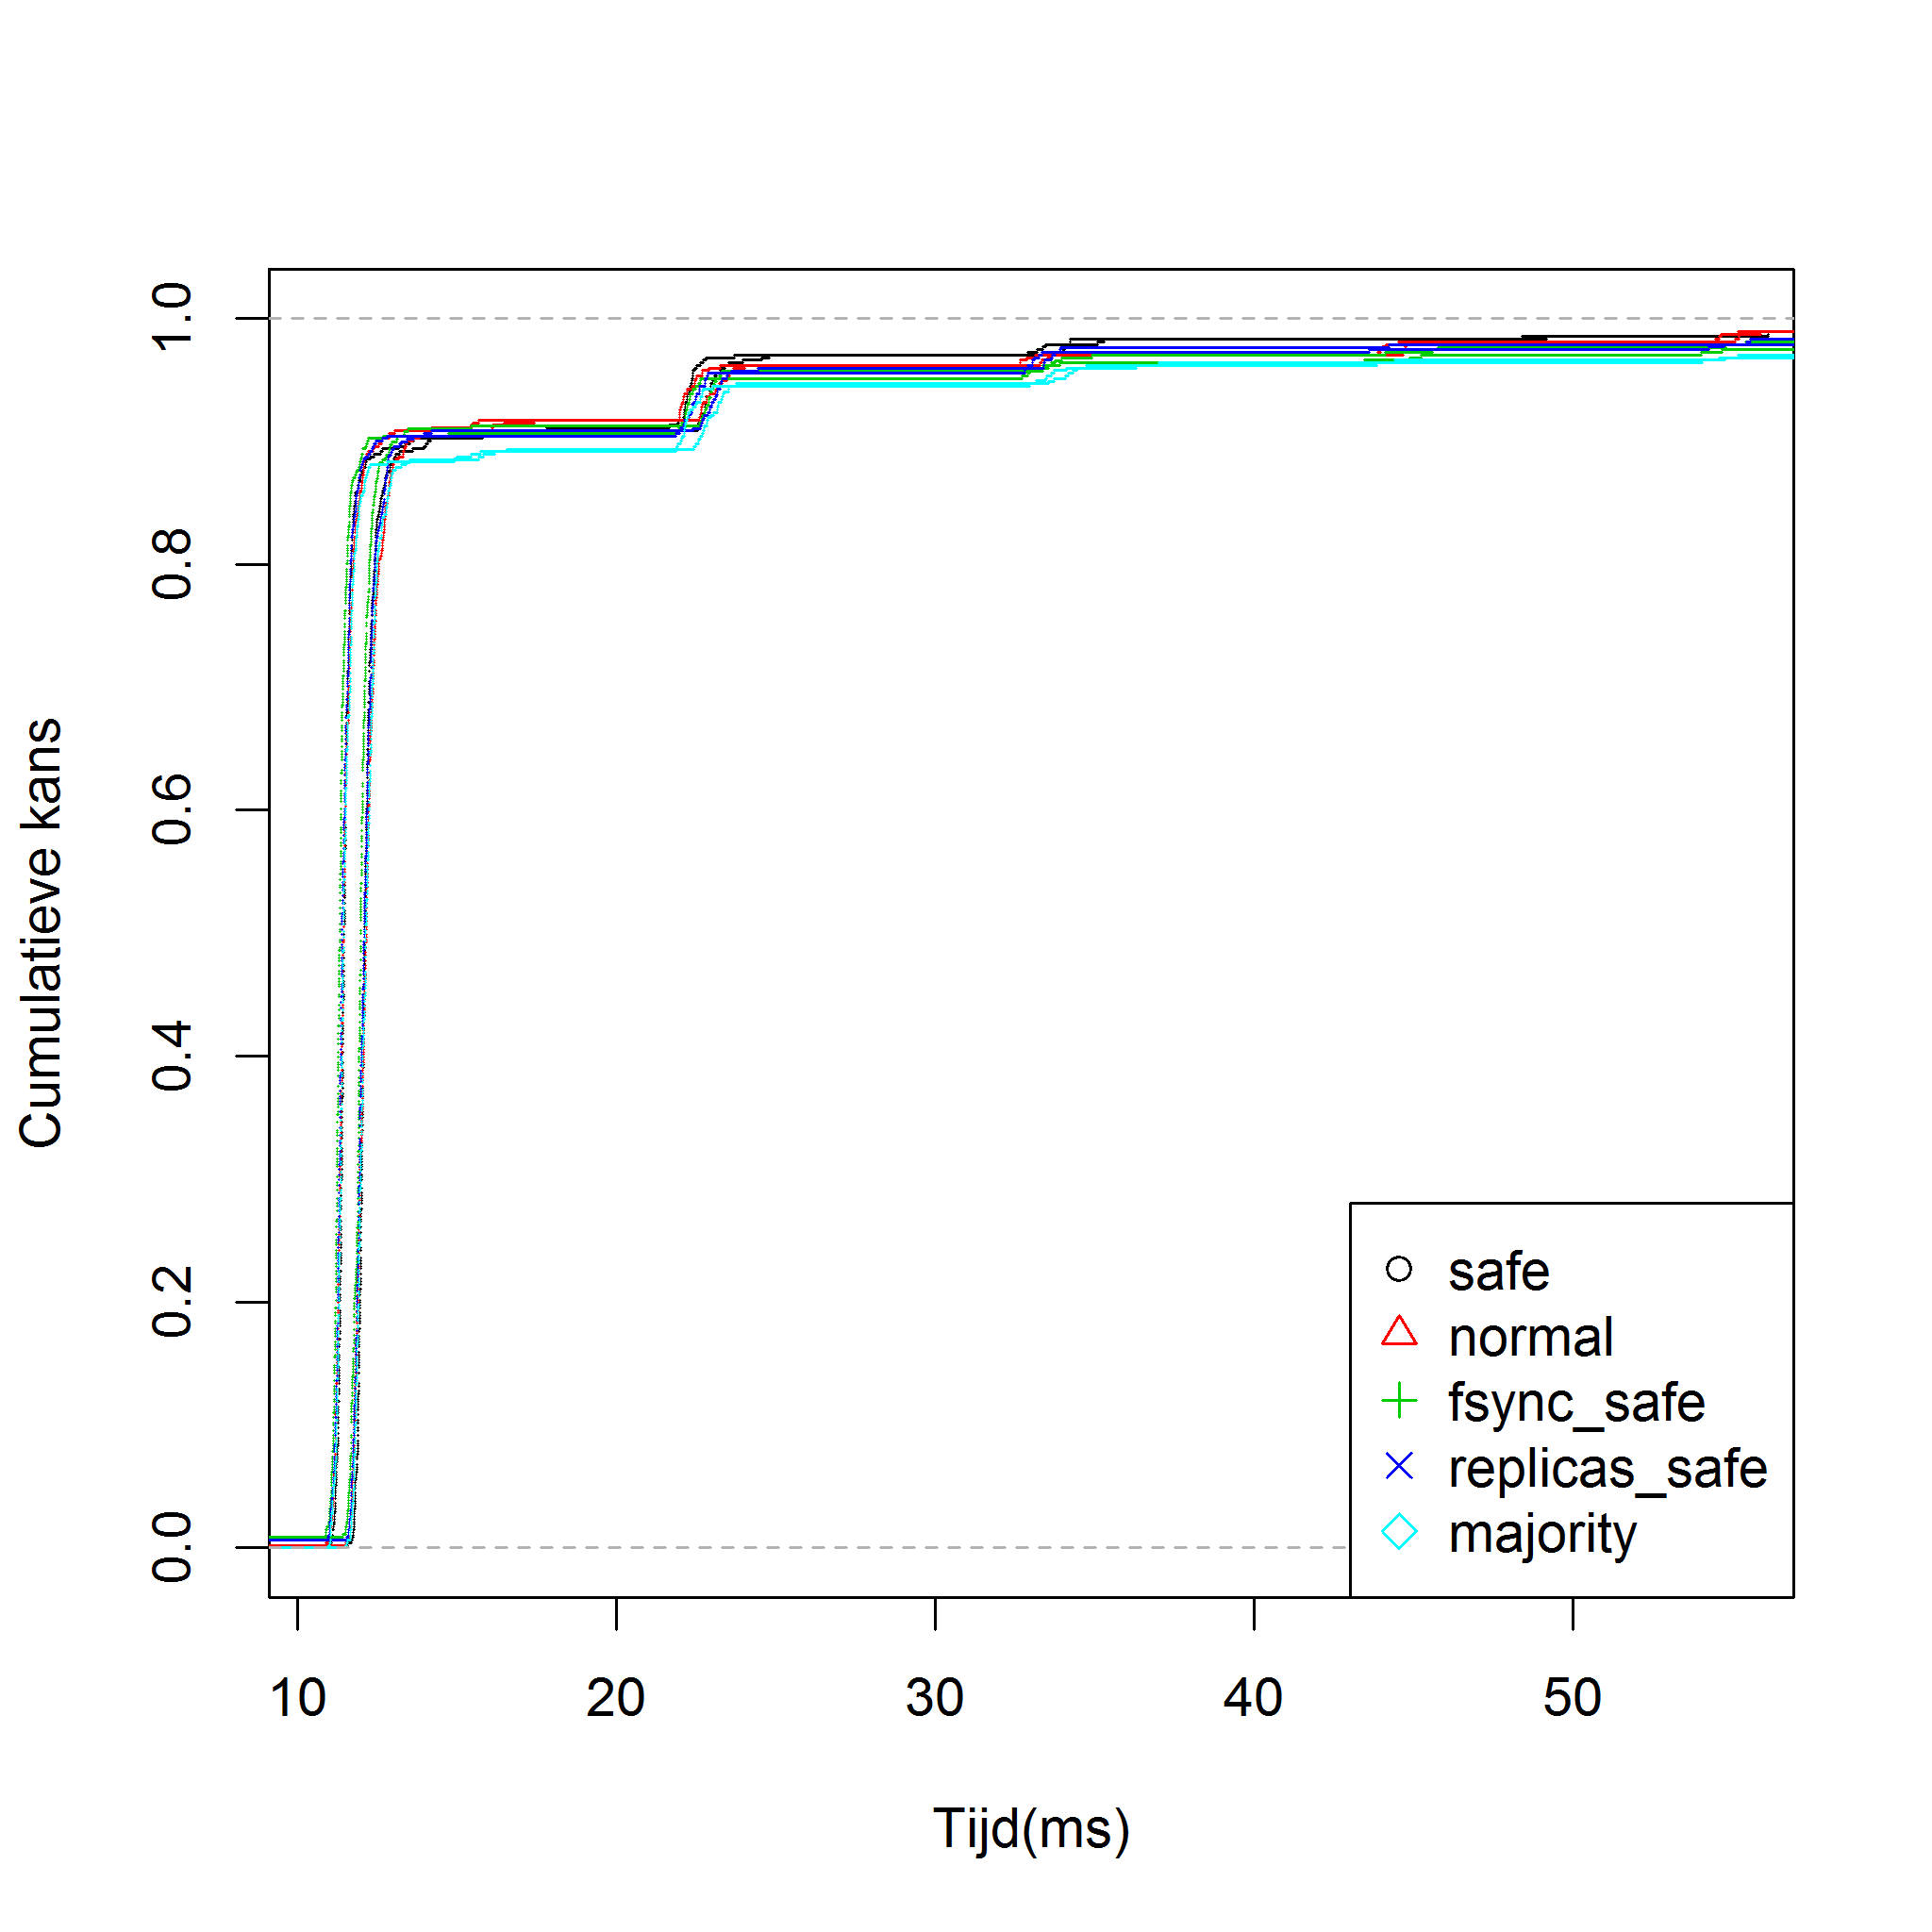 1.0
0.8
0.6
0.4
0.2
0.0
Cumulatieve kans
safe
normal
fsync_safe
replicas_safe
majority
10 20 30 40 50
Tijd(ms)